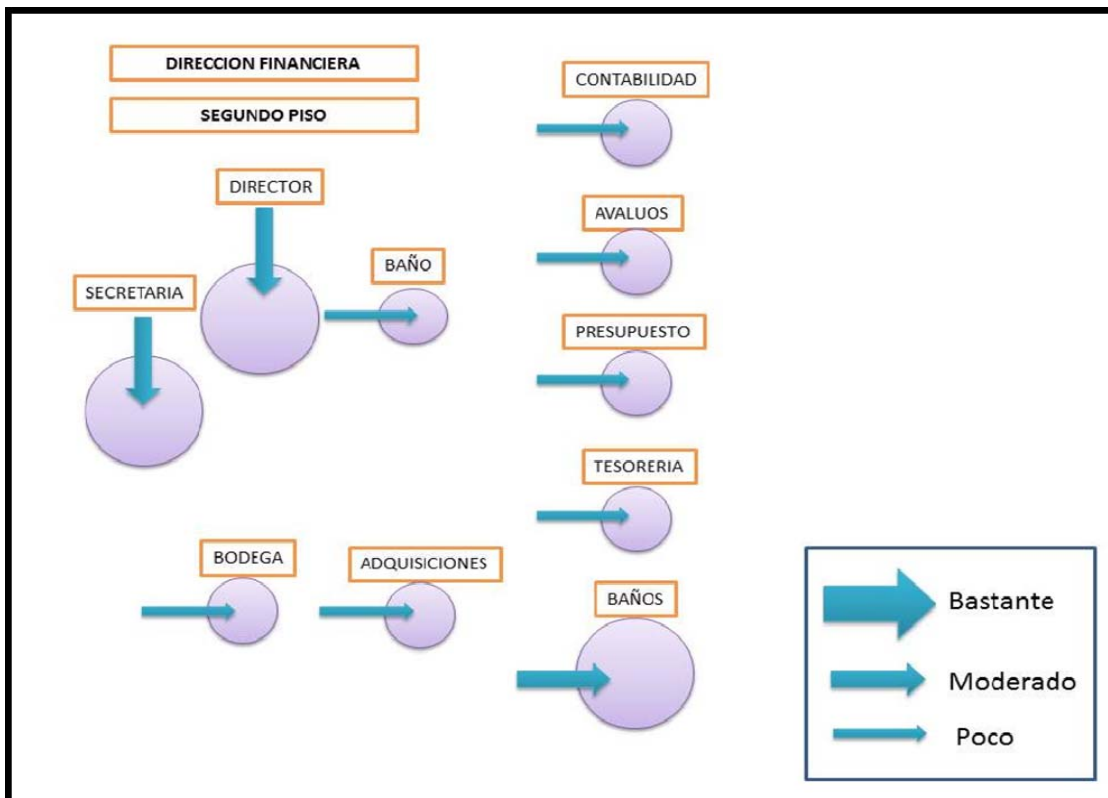 DIRECCION FINANCIERA
SEGUNDO PISO
CONTABILIDAD
DIRECTOR
AVALUOS
BAÑO
SECRETARIA
PRESUPUESTO
TESORERIA
BODEGA
ADQUISICIONES
BAÑOS
Bastante
Moderado
Poco